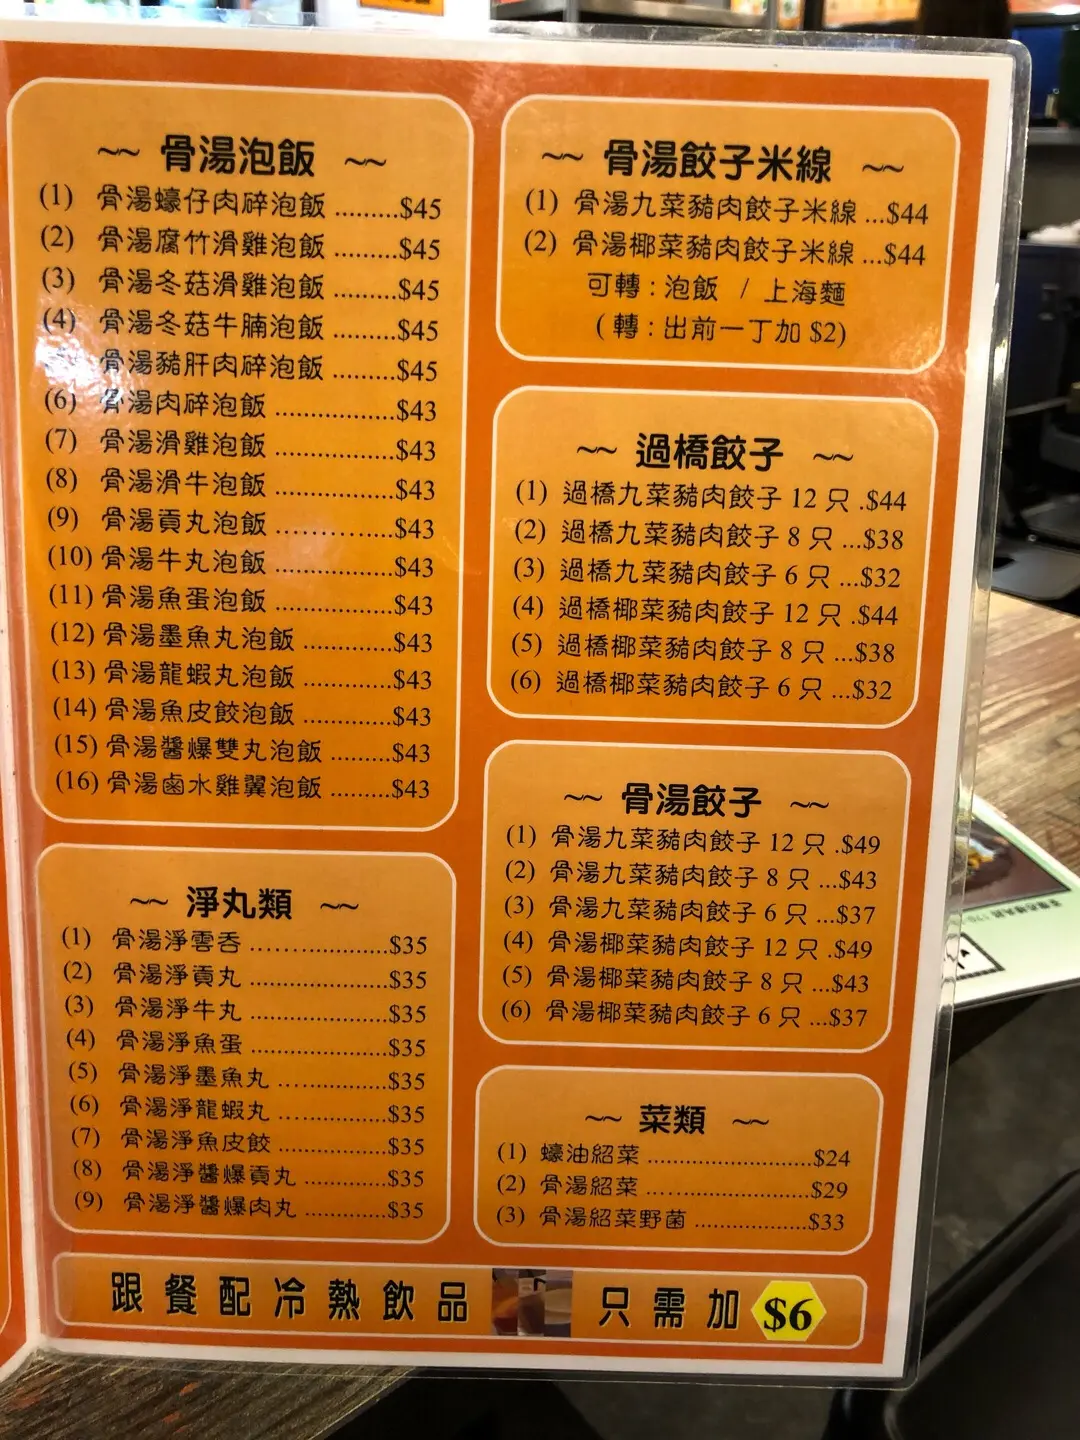 ~~ 骨湯泡飯 ~~
(1) 骨湯蠔仔肉碎泡飯 .........$45
(2) 骨湯腐竹滑雞泡飯 .........$45
(3) 骨湯冬菇滑雞泡飯 .........$45
(4) 骨湯冬菇牛腩泡飯 .........$45
骨湯豬肝肉碎泡飯 .........$45
(6) 骨湯肉碎泡飯 ................$43
(7) 骨湯滑雞泡飯 ................$43
(8) 骨湯滑牛泡飯 ................$43
(9) 骨湯貢丸泡飯 ................$43
(10) 骨湯牛丸泡飯 ................$43
(11) 骨湯魚蛋泡飯 ................$43
(12) 骨湯墨魚丸泡飯 ............$43
(13) 骨湯龍蝦丸泡飯 ............$43
(14) 骨湯魚皮餃泡飯 ............$43
(15) 骨湯醬爆雙丸泡飯 ........$43
(16) 骨湯鹵水雞翼泡飯 ........$43
~~ 淨丸類 ~~
(1) 骨湯淨雲吞 ....................$35
(2) 骨湯淨貢丸 ....................$35
(3) 骨湯淨牛丸 ....................$35
(4) 骨湯淨魚蛋 ....................$35
(5) 骨湯淨墨魚丸 ................$35
(6) 骨湯淨龍蝦丸 ................$35
(7) 骨湯淨魚皮餃 ................$35
(8) 骨湯淨醬爆貢丸 ............$35
(9) 骨湯淨醬爆肉丸 ............$35
~~ 骨湯餃子米線 ~~
(1) 骨湯九菜豬肉餃子米線 ...$44
(2) 骨湯椰菜豬肉餃子米線 ...$44
可轉 : 泡飯 / 上海麵
( 轉 : 出前一丁加 $2)
~~ 過橋餃子 ~~
(1) 過橋九菜豬肉餃子 12 只 .$44
(2) 過橋九菜豬肉餃子 8 只 ...$38
(3) 過橋九菜豬肉餃子 6 只 ...$32
(4) 過橋椰菜豬肉餃子 12 只 .$44
(5) 過橋椰菜豬肉餃子 8 只 ...$38
(6) 過橋椰菜豬肉餃子 6 只 ...$32
~~ 骨湯餃子 ~~
(1) 骨湯九菜豬肉餃子 12 只 .$49
(2) 骨湯九菜豬肉餃子 8 只 ...$43
(3) 骨湯九菜豬肉餃子 6 只 ...$37
(4) 骨湯椰菜豬肉餃子 12 只 .$49
(5) 骨湯椰菜豬肉餃子 8 只 ...$43
(6) 骨湯椰菜豬肉餃子 6 只 ...$37
~~ 菜類 ~~
(1) 蠔油紹菜 ........................$24
(2) 骨湯紹菜 ........................$29
(3) 骨湯紹菜野菌 ................$33
跟餐配冷熱飲品 只需加 $6